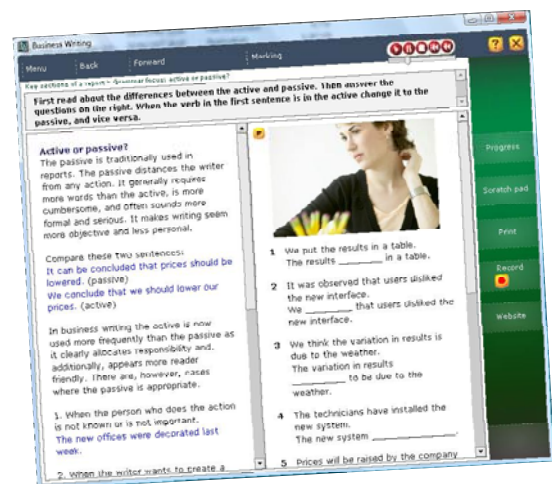 Business Writing
Menu
Back
Forward
Marking
Key sections of a report - Grammar focus: active or passive?
First read about the differences between the active and passive. Then answer the
questions on the right. When the verb in the first sentence is in the active change it to the
passive, and vice versa.
Active or passive?
The passive is traditionally used in
reports. The passive distances the writer
from any action. It generally requires
more words than the active, is more
cumbersome, and often sounds more
formal and serious. It makes writing seem
more objective and less personal.
Compare these two sentences:
It can be concluded that prices should be
lowered. (passive)
We conclude that we should lower our
prices. (active)
In business writing the active is now
used more frequently than the passive as
it clearly allocates responsibility and,
additionally, appears more reader
friendly. There are, however, cases
where the passive is appropriate.
1. When the person who does the action
is not known or is not important.
The new offices were decorated last
week.
2. When the writer wants to create a
1 We put the results in a table.
The results ________ in a table.
2 It was observed that users disliked
the new interface.
We ________ that users disliked the
new interface.
3 We think the variation in results is
due to the weather.
The variation in results
________ to be due to the
weather.
4 The technicians have installed the
new system.
The new system ________.
5 Prices will be raised by the company
Progress
Scratch pad
Print
Record
Website